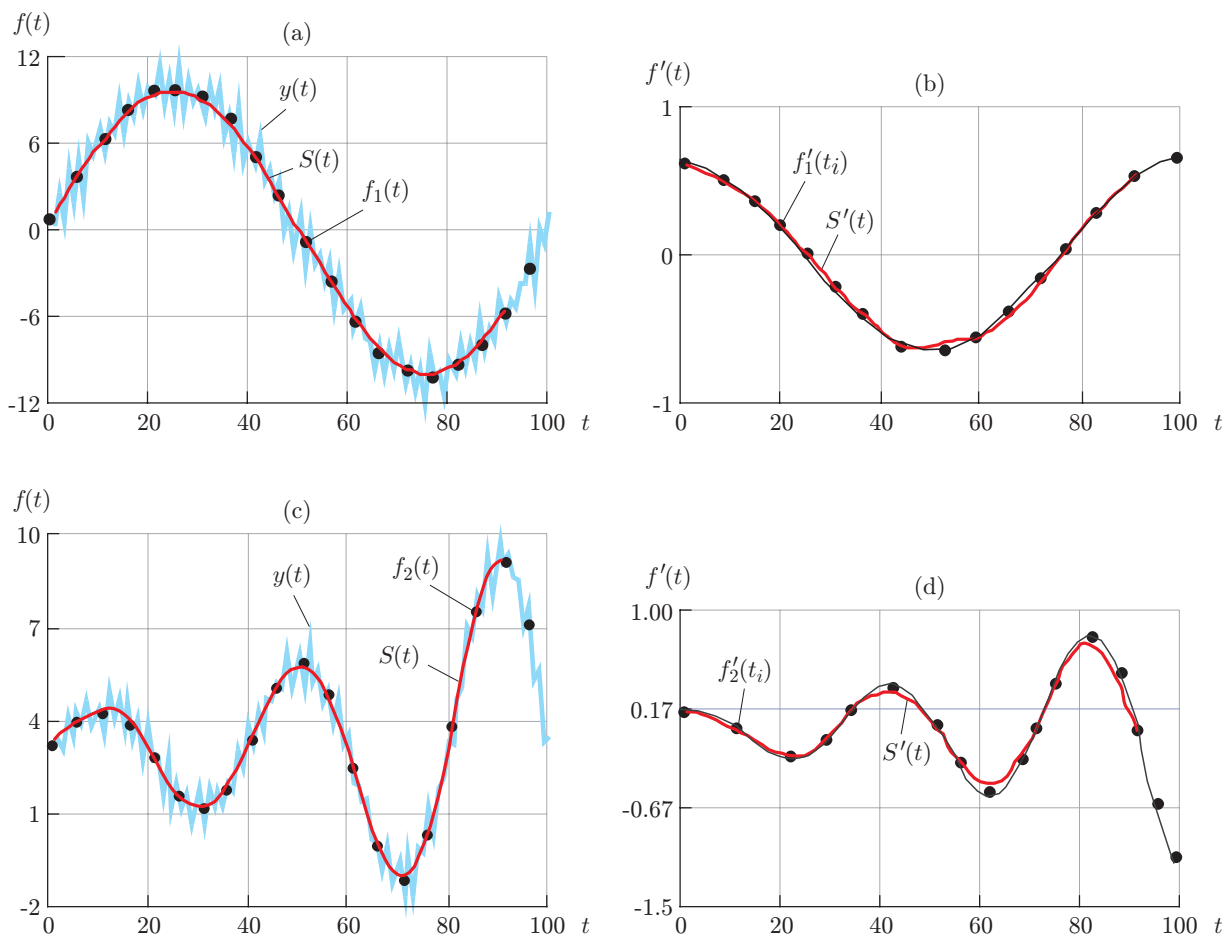 f(t)
(a)
12
6
0
-6
-12
y(t)
S(t)
f₁(t)
0 20 40 60 80 100 t
f′(t)
(b)
1
0
-1
f′₁(tᵢ)
S′(t)
0 20 40 60 80 100 t
f(t)
(c)
10
7
4
1
-2
y(t)
f₂(t)
S(t)
0 20 40 60 80 100 t
f′(t)
(d)
1.00
0.17
-0.67
-1.5
f′₂(tᵢ)
S′(t)
0 20 40 60 80 100 t